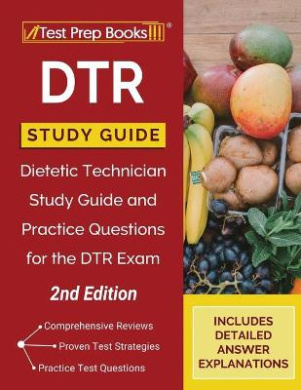 Test Prep Books!!!®
DTR
STUDY GUIDE
Dietetic Technician
Study Guide and
Practice Questions
for the DTR Exam
2nd Edition
Comprehensive Reviews
Proven Test Strategies
Practice Test Questions
INCLUDES
DETAILED
ANSWER
EXPLANATIONS